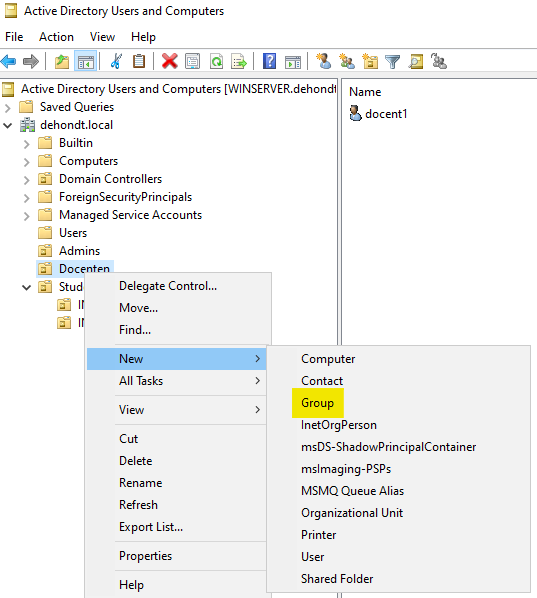 Active Directory Users and Computers
File Action View Help
Active Directory Users and Computers [WINSERVER.dehondt
Name
Saved Queries
docent1
dehondt.local
Builtin
Computers
Domain Controllers
ForeignSecurityPrincipals
Managed Service Accounts
Users
Admins
Docenten
Stud
IN
IN
Delegate Control...
Move...
Find...
New
All Tasks
View
Cut
Delete
Rename
Refresh
Export List...
Properties
Help
Computer
Contact
Group
InetOrgPerson
msDS-ShadowPrincipalContainer
msImaging-PSPs
MSMQ Queue Alias
Organizational Unit
Printer
User
Shared Folder